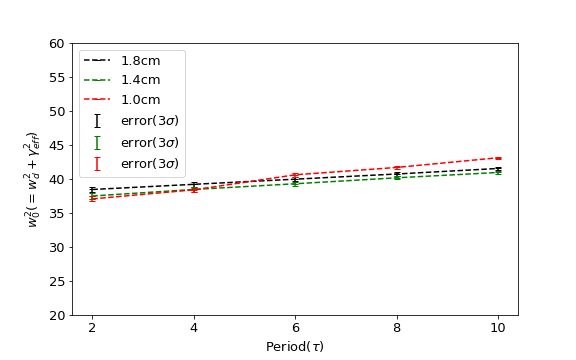 60
55
50
45
40
35
30
25
20
w₀²(= w_d² + γ_eff²)
1.8cm
1.4cm
1.0cm
error(3σ)
error(3σ)
error(3σ)
2 4 6 8 10
Period(τ)